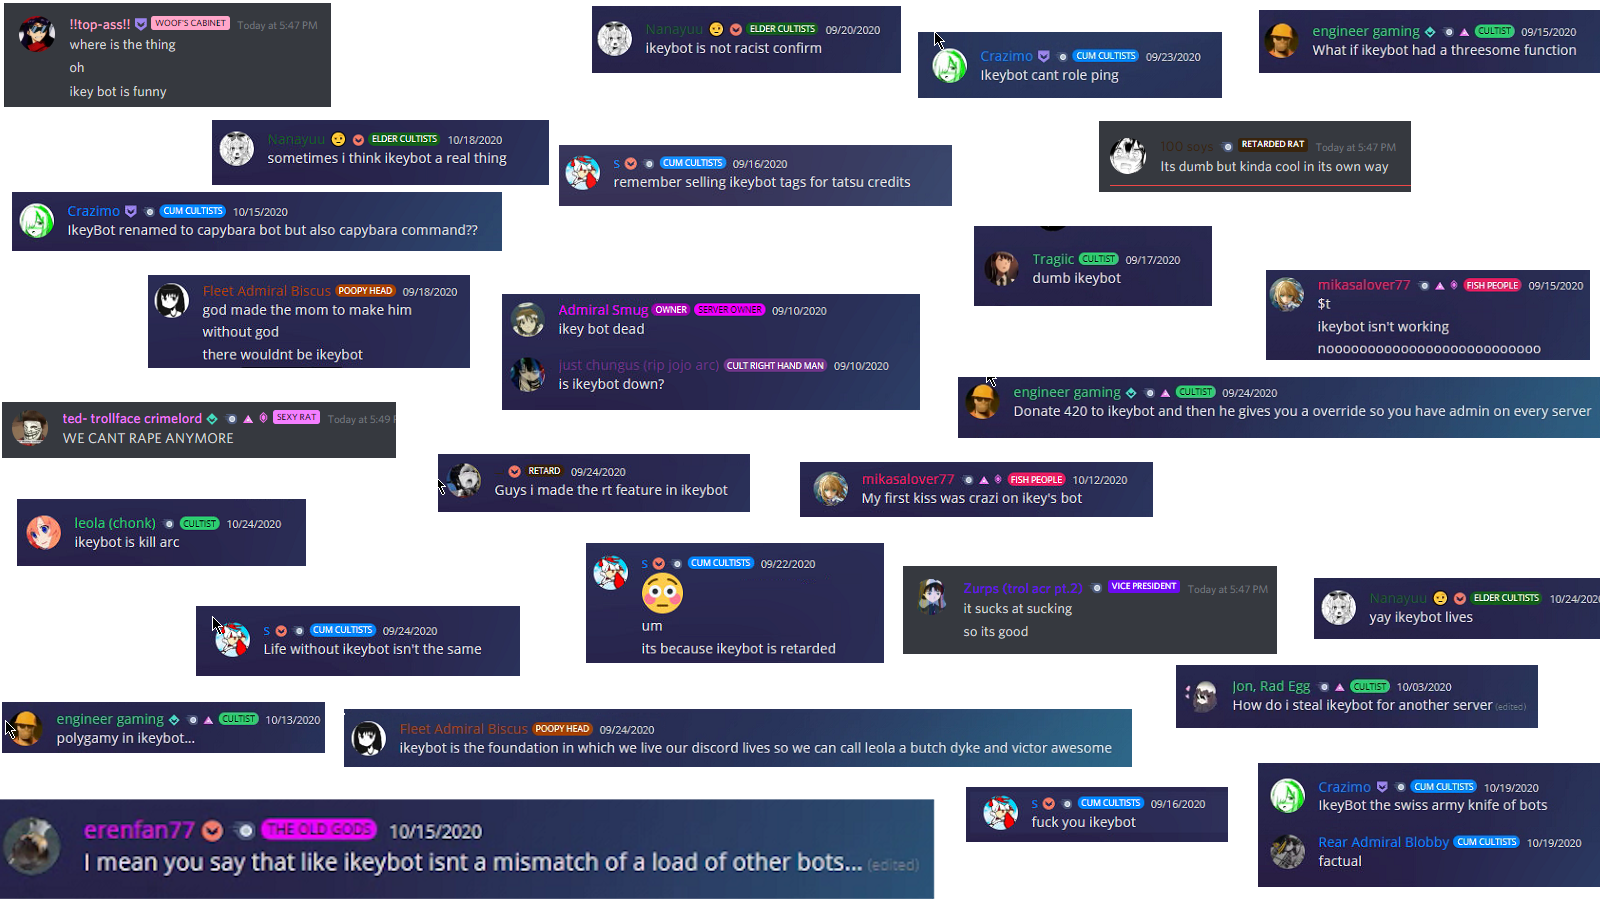 !!top-ass!! WOOF'S CABINET Today at 5:47 PM
where is the thing
oh
ikey bot is funny
Nanayuu ELDER CULTISTS 09/20/2020
ikeybot is not racist confirm
Crazimo CUM CULTISTS 09/23/2020
Ikeybot cant role ping
engineer gaming CULTIST 09/15/2020
What if ikeybot had a threesome function
Nanayuu ELDER CULTISTS 10/18/2020
sometimes i think ikeybot a real thing
s CUM CULTISTS 09/16/2020
remember selling ikeybot tags for tatsu credits
100 soys RETARDED RAT Today at 5:47 PM
Its dumb but kinda cool in its own way
Crazimo CUM CULTISTS 10/15/2020
IkeyBot renamed to capybara bot but also capybara command??
Tragiic CULTIST 09/17/2020
dumb ikeybot
Fleet Admiral Biscus POOPY HEAD 09/18/2020
god made the mom to make him
without god
there wouldnt be ikeybot
Admiral Smug OWNER SERVER OWNER 09/10/2020
ikey bot dead
just chungus (rip jojo arc) CULT RIGHT HAND MAN 09/10/2020
is ikeybot down?
mikasalover77 FISH PEOPLE 09/15/2020
$t
ikeybot isn't working
noooooooooooooooooooooooooo
engineer gaming CULTIST 09/24/2020
Donate 420 to ikeybot and then he gives you a override so you have admin on every server
ted- trollface crimelord SEXY RAT Today at 5:49
WE CANT RAPE ANYMORE
RETARD 09/24/2020
Guys i made the rt feature in ikeybot
mikasalover77 FISH PEOPLE 10/12/2020
My first kiss was crazi on ikey's bot
leola (chonk) CULTIST 10/24/2020
ikeybot is kill arc
s CUM CULTISTS 09/22/2020
um
its because ikeybot is retarded
Zurps (trol acr pt.2) VICE PRESIDENT Today at 5:47 PM
it sucks at sucking
so its good
Nanayuu ELDER CULTISTS 10/24/202
yay ikeybot lives
s CUM CULTISTS 09/24/2020
Life without ikeybot isn't the same
Jon, Rad Egg CULTIST 10/03/2020
How do i steal ikeybot for another server (edited)
engineer gaming CULTIST 10/13/2020
polygamy in ikeybot...
Fleet Admiral Biscus POOPY HEAD 09/24/2020
ikeybot is the foundation in which we live our discord lives so we can call leola a butch dyke and victor awesome
s CUM CULTISTS 09/16/2020
fuck you ikeybot
Crazimo CUM CULTISTS 10/19/2020
IkeyBot the swiss army knife of bots
Rear Admiral Blobby CUM CULTISTS 10/19/2020
factual
erenfan77 THE OLD GODS 10/15/2020
I mean you say that like ikeybot isnt a mismatch of a load of other bots... (edited)